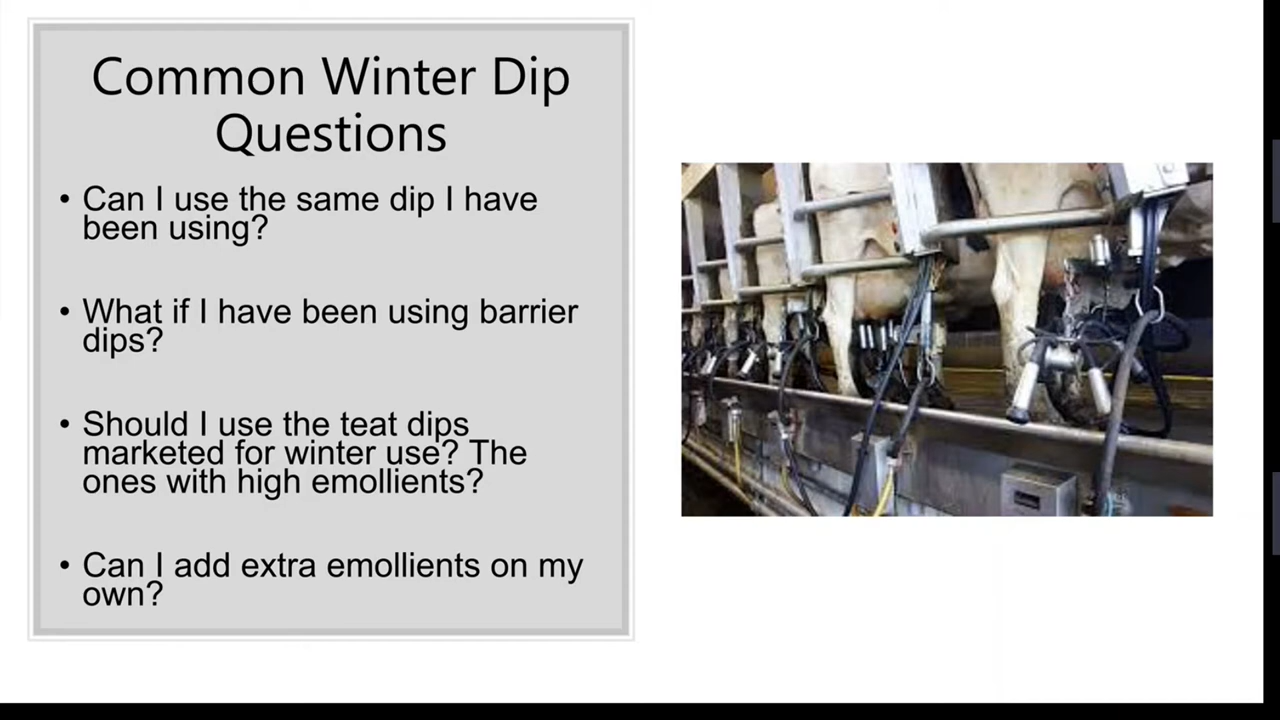 Common Winter Dip
Questions
• Can I use the same dip I have
been using?
• What if I have been using barrier
dips?
• Should I use the teat dips
marketed for winter use? The
ones with high emollients?
• Can I add extra emollients on my
own?